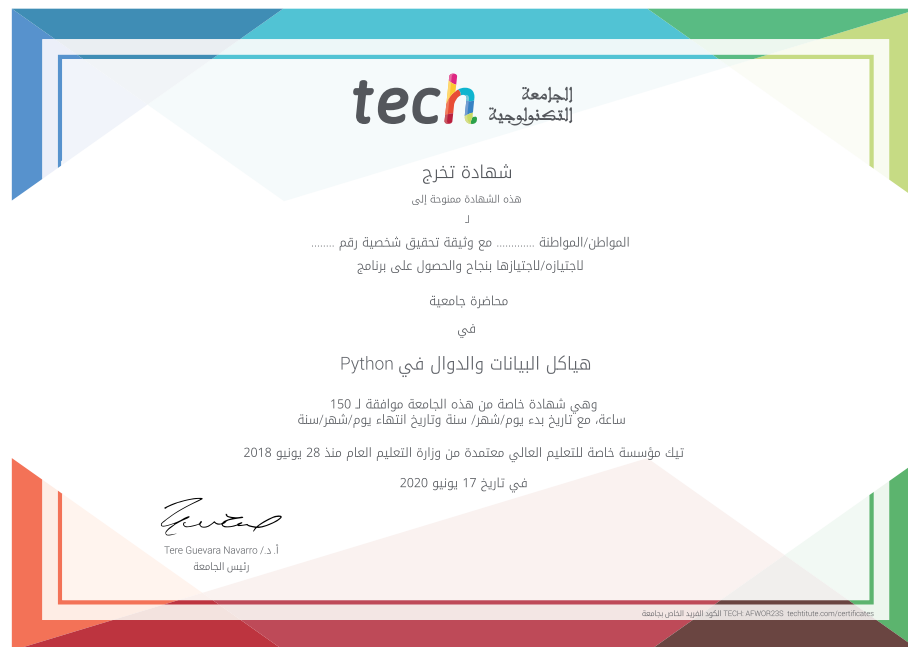 tech الجامعة
التكنولوجية
شهادة تخرج
هذه الشهادة ممنوحة إلى
لـ
المواطن/المواطنة ............. مع وثيقة تحقيق شخصية رقم ........
لاجتيازه/لاجتيازها بنجاح والحصول على برنامج
محاضرة جامعية
في
هياكل البيانات والدوال في Python
وهي شهادة خاصة من هذه الجامعة موافقة لـ 150
ساعة، مع تاريخ بدء يوم/شهر/ سنة وتاريخ انتهاء يوم/شهر/سنة
تيك مؤسسة خاصة للتعليم العالي معتمدة من وزارة التعليم العام منذ 28 يونيو 2018
في تاريخ 17 يونيو 2020
أ.د./ Tere Guevara Navarro
رئيس الجامعة
الكود الفريد الخاص بجامعة TECH: AFWOR23S techtitute.com/certificates